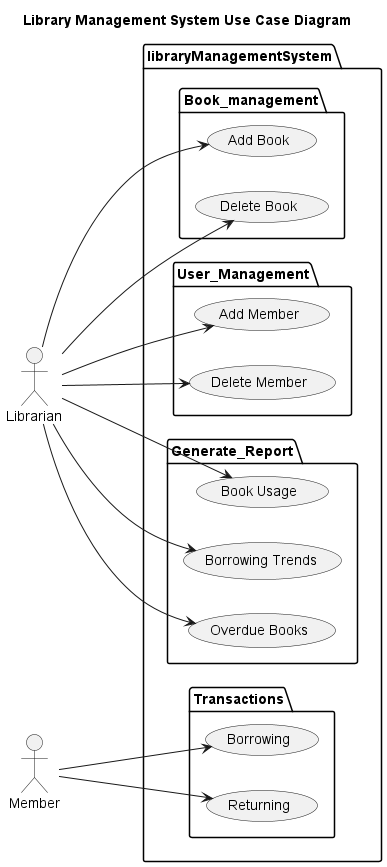 Library Management System Use Case Diagram
libraryManagementSystem
Book_management
Add Book
Delete Book
User_Management
Add Member
Delete Member
Librarian
Generate_Report
Book Usage
Borrowing Trends
Overdue Books
Transactions
Borrowing
Returning
Member